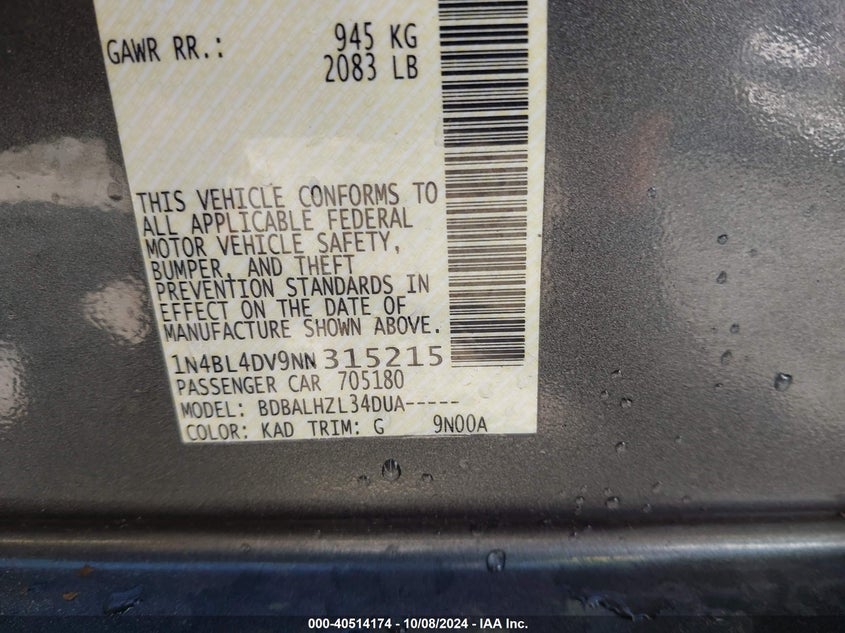 GAWR RR.: 945 KG
2083 LB
THIS VEHICLE CONFORMS TO
ALL APPLICABLE FEDERAL
MOTOR VEHICLE SAFETY,
BUMPER, AND THEFT
PREVENTION STANDARDS IN
EFFECT ON THE DATE OF
MANUFACTURE SHOWN ABOVE.
1N4BL4DV9NN315215
PASSENGER CAR 705180
MODEL: BDBALHZL34DUA-----
COLOR: KAD TRIM: G 9N00A
000-40514174 - 10/08/2024 - IAA Inc.